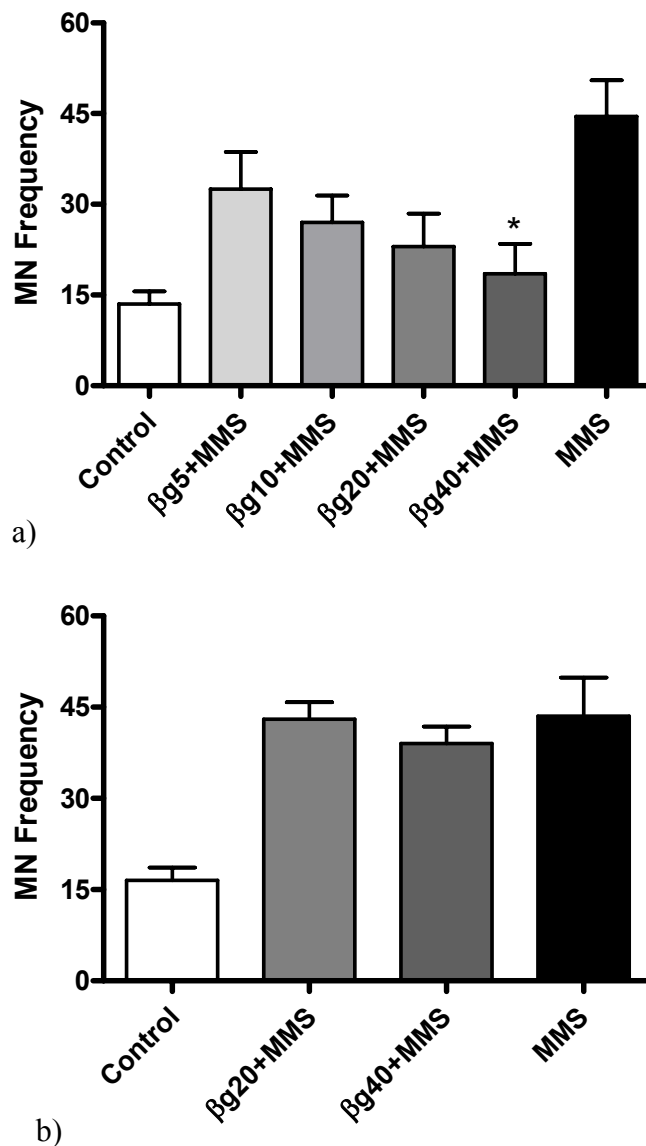 60
45
30
15
0
MN Frequency
*
Control
βg5+MMS
βg10+MMS
βg20+MMS
βg40+MMS
MMS
a)
60
45
30
15
0
MN Frequency
Control
βg20+MMS
βg40+MMS
MMS
b)